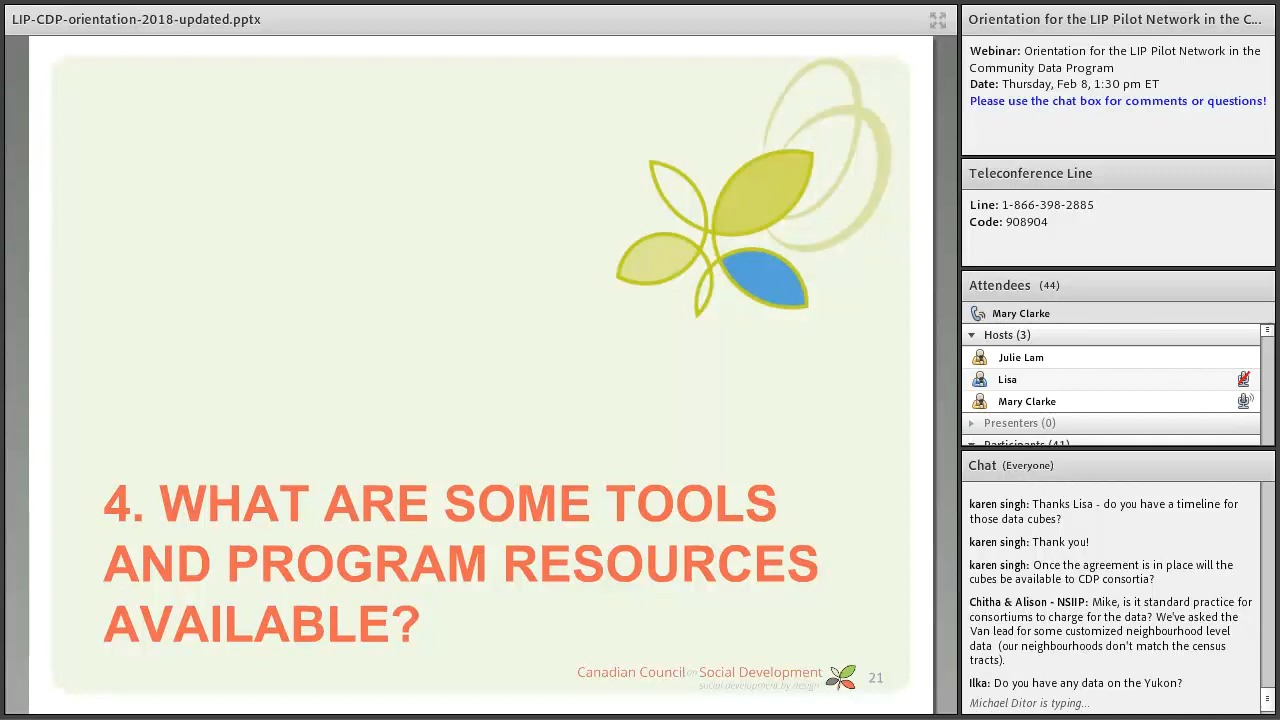 LIP-CDP-orientation-2018-updated.pptx
4. WHAT ARE SOME TOOLS
AND PROGRAM RESOURCES
AVAILABLE?
Canadian Council on Social Development
social development by design
21
Orientation for the LIP Pilot Network in the C...
Webinar: Orientation for the LIP Pilot Network in the
Community Data Program
Date: Thursday, Feb 8, 1:30 pm ET
Please use the chat box for comments or questions!
Teleconference Line
Line: 1-866-398-2885
Code: 908904
Attendees (44)
Mary Clarke
Hosts (3)
Julie Lam
Lisa
Mary Clarke
Presenters (0)
Participants (41)
Chat (Everyone)
karen singh: Thanks Lisa - do you have a timeline for
those data cubes?
karen singh: Thank you!
karen singh: Once the agreement is in place will the
cubes be available to CDP consortia?
Chitha & Alison - NSIIP: Mike, is it standard practice for
consortiums to charge for the data? We've asked the
Van lead for some customized neighbourhood level
data (our neighbourhoods don't match the census
tracts).
Ilka: Do you have any data on the Yukon?
Michael Ditor is typing...